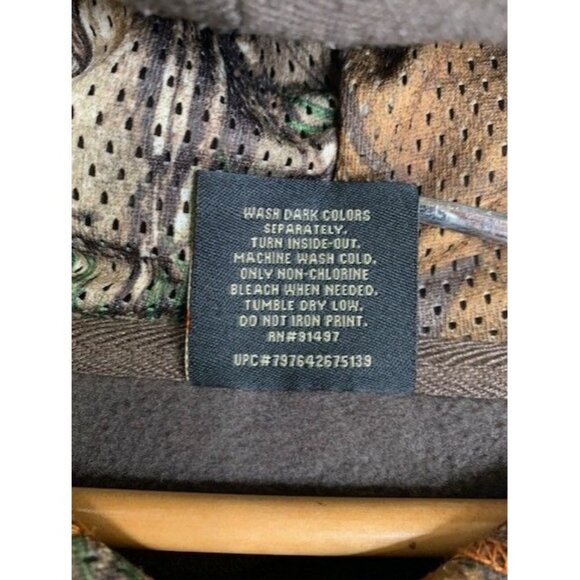 WASH DARK COLORS
SEPARATELY.
TURN INSIDE-OUT.
MACHINE WASH COLD.
ONLY NON-CHLORINE
BLEACH WHEN NEEDED.
TUMBLE DRY LOW.
DO NOT IRON PRINT.
RN#91497
UPC#797642675139